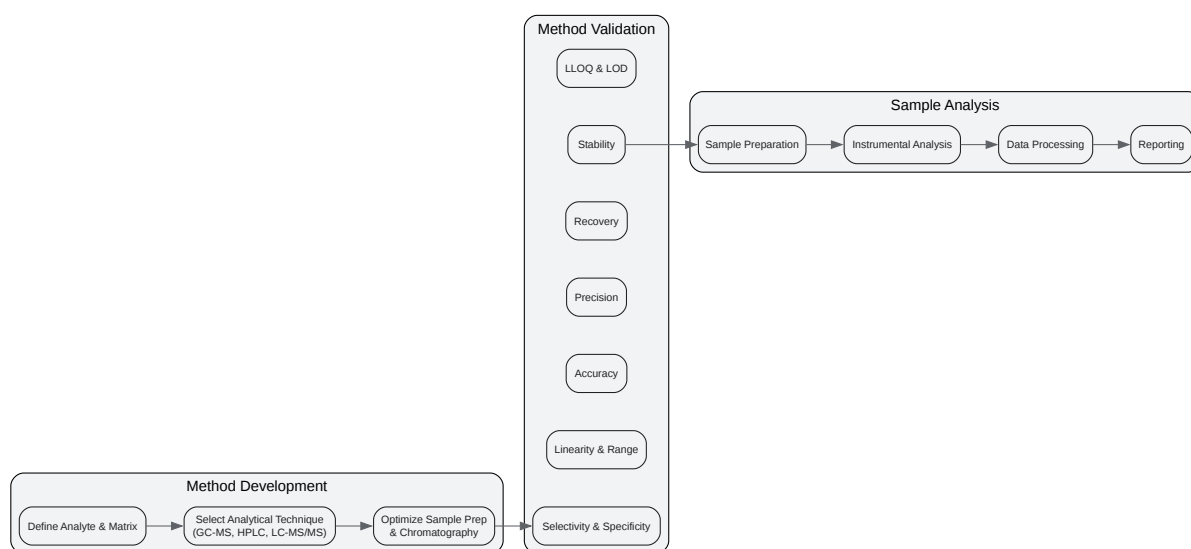 Method Validation
LLOQ & LOD
Stability
Recovery
Precision
Accuracy
Linearity & Range
Selectivity & Specificity
Sample Analysis
Sample Preparation
Instrumental Analysis
Data Processing
Reporting
Method Development
Define Analyte & Matrix
Select Analytical Technique
(GC-MS, HPLC, LC-MS/MS)
Optimize Sample Prep
& Chromatography